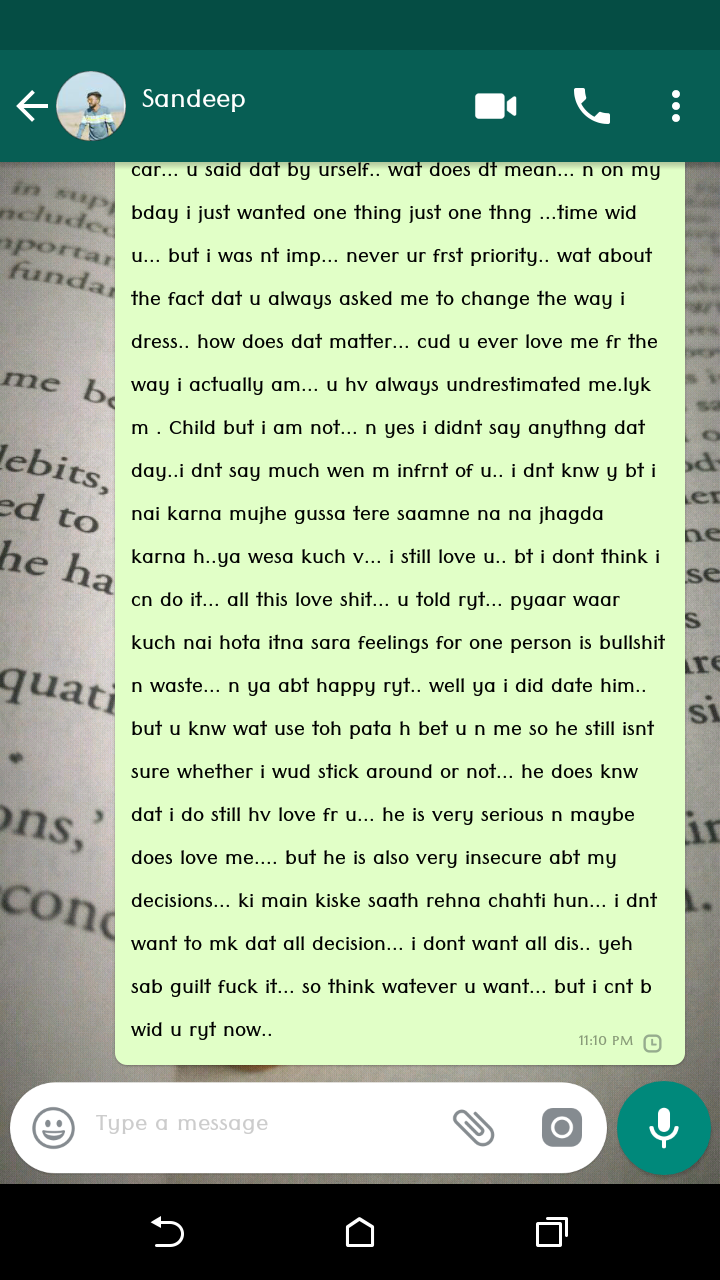 Sandeep
car... u said dat by urself.. wat does dt mean... n on my
bday i just wanted one thing just one thng ...time wid
u... but i was nt imp... never ur frst priority.. wat about
the fact dat u always asked me to change the way i
dress.. how does dat matter... cud u ever love me fr the
way i actually am... u hv always undrestimated me.lyk
m . Child but i am not... n yes i didnt say anythng dat
day..i dnt say much wen m infrnt of u.. i dnt knw y bt i
nai karna mujhe gussa tere saamne na na jhagda
karna h..ya wesa kuch v... i still love u.. bt i dont think i
cn do it... all this love shit... u told ryt... pyaar waar
kuch nai hota itna sara feelings for one person is bullshit
n waste... n ya abt happy ryt.. well ya i did date him..
but u knw wat use toh pata h bet u n me so he still isnt
sure whether i wud stick around or not... he does knw
dat i do still hv love fr u... he is very serious n maybe
does love me.... but he is also very insecure abt my
decisions... ki main kiske saath rehna chahti hun... i dnt
want to mk dat all decision... i dont want all dis.. yeh
sab guilt fuck it... so think watever u want... but i cnt b
wid u ryt now..
11:10 PM
Type a message
in supp
me be
ed to
ons,’